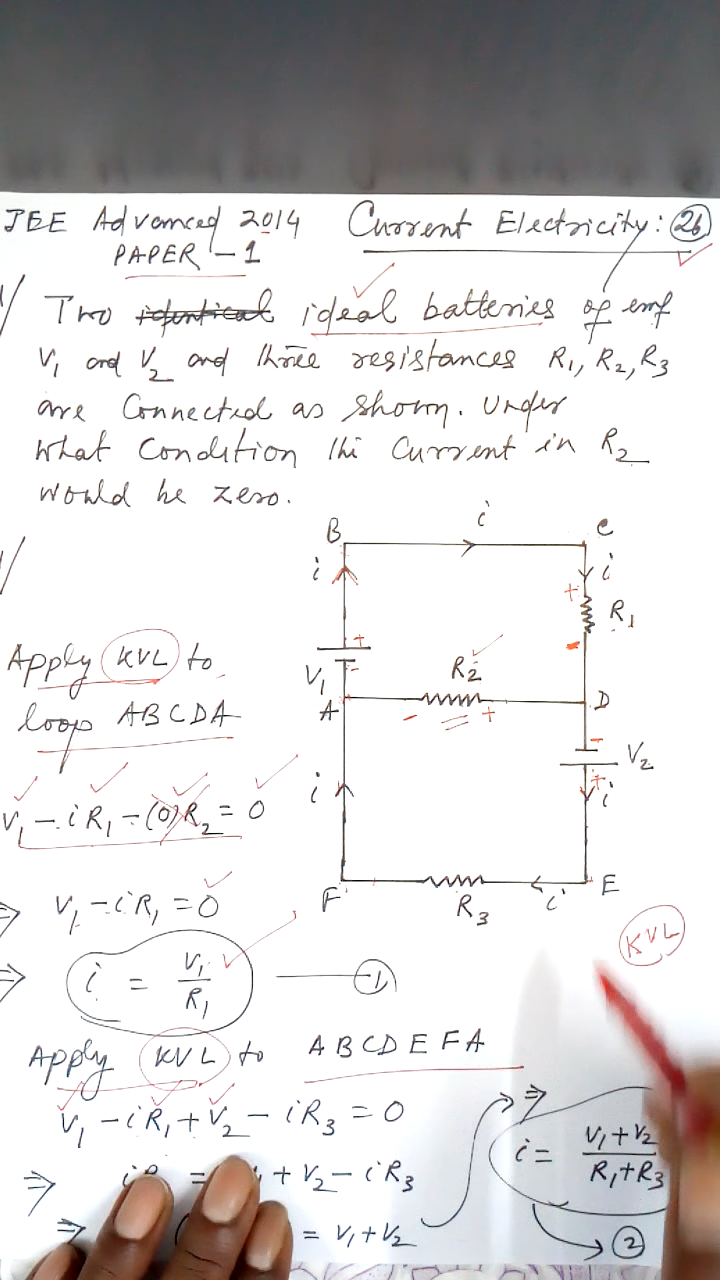 JEE Advanced 2014 Current Electricity: 26
PAPER - 1
Two identical ideal batteries of emf
V1 and V2 and three resistances R1, R2, R3
are Connected as shown. Under
what Condition the Current in R2
would be zero.
B i C
i i
+ + R1
- -
V1 R2
A - + D
- V2
i + i
F R3 i E
Apply KVL to
loop ABCDA
V1 - iR1 - (0)R2 = 0
⇒ V1 - iR1 = 0
⇒ i = V1/R1 — 1
KVL
Apply KVL to ABCDEFA
V1 - iR1 + V2 - iR3 = 0
⇒ + V2 - iR3
⇒ = V1 + V2
⇒ i = V1+V2/R1+R3
2